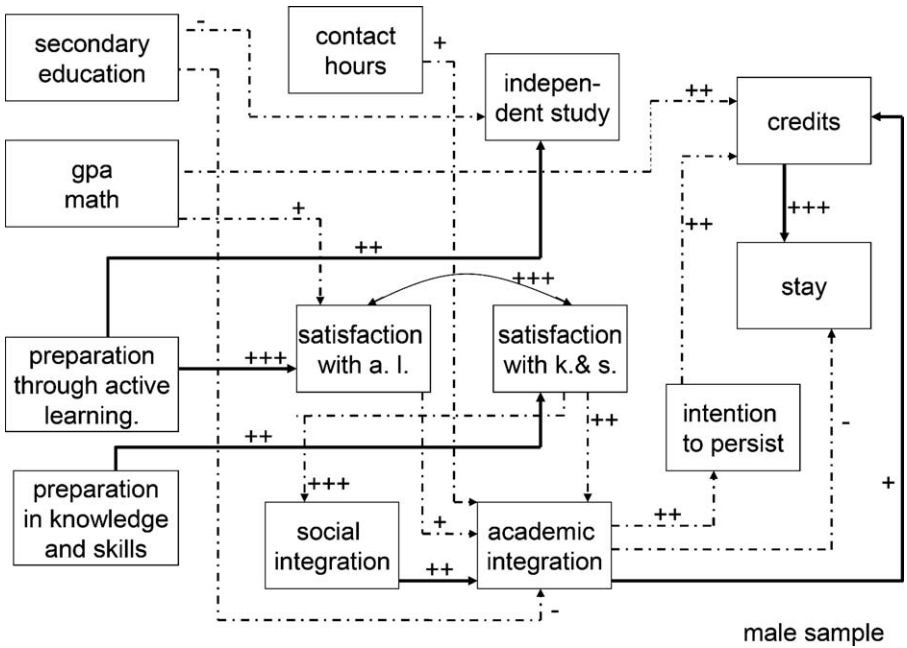 secondary
education
-
contact
hours
+
indepen-
dent study
++
credits
gpa
math
+
++
+++
++
+++
stay
satisfaction
with a. l.
satisfaction
with k.& s.
preparation
through active
learning.
+++
++
++
intention
to persist
-
+
preparation
in knowledge
and skills
+++
social
integration
+
academic
integration
++
++
-
male sample